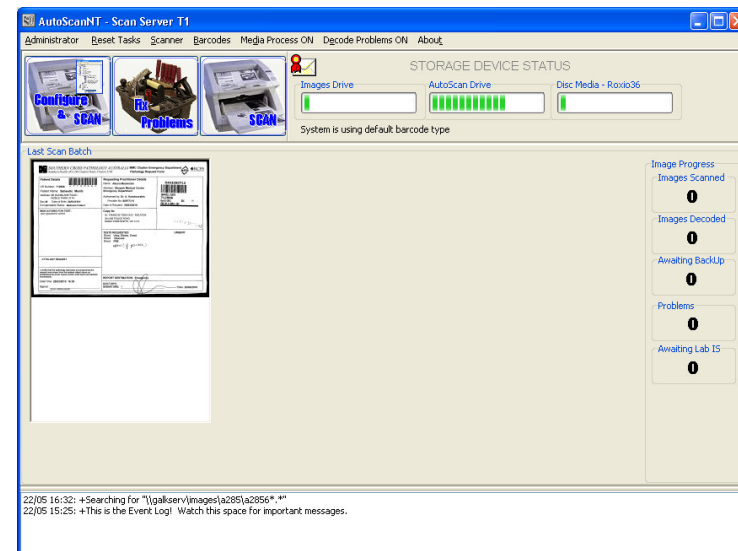 AutoScanNT - Scan Server T1
Administrator Reset Tasks Scanner Barcodes Media Process ON Decode Problems ON About
Configure & SCAN
Fix Problems
SCAN
STORAGE DEVICE STATUS
Images Drive
AutoScan Drive
Disc Media - Roxio36
System is using default barcode type
Last Scan Batch
Image Progress
Images Scanned
0
Images Decoded
0
Awaiting BackUp
0
Problems
0
Awaiting Lab IS
0
22/05 16:32: +Searching for "\\galkserv\images\a285\a2856*.*"
22/05 15:25: +This is the Event Log! Watch this space for important messages.